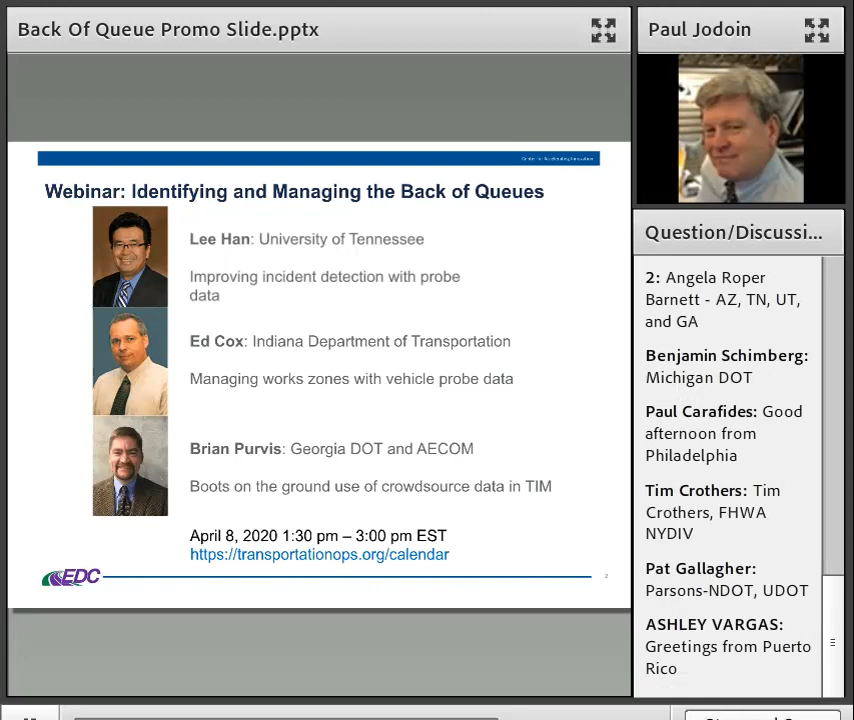 Back Of Queue Promo Slide.pptx
Center for Accelerating Innovation
Webinar: Identifying and Managing the Back of Queues
Lee Han: University of Tennessee
Improving incident detection with probe
data
Ed Cox: Indiana Department of Transportation
Managing works zones with vehicle probe data
Brian Purvis: Georgia DOT and AECOM
Boots on the ground use of crowdsource data in TIM
April 8, 2020 1:30 pm – 3:00 pm EST
https://transportationops.org/calendar
EDC
2
Paul Jodoin
Question/Discussi...
2: Angela Roper
Barnett - AZ, TN, UT,
and GA
Benjamin Schimberg:
Michigan DOT
Paul Carafides: Good
afternoon from
Philadelphia
Tim Crothers: Tim
Crothers, FHWA
NYDIV
Pat Gallagher:
Parsons-NDOT, UDOT
ASHLEY VARGAS:
Greetings from Puerto
Rico